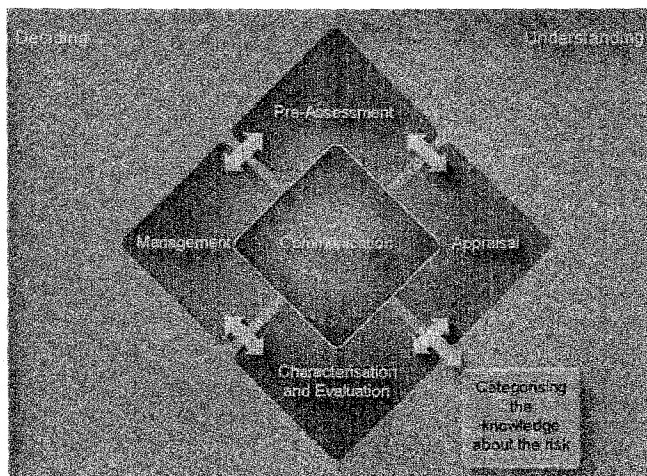 Deciding
Understanding
Pre-Assessment
Management
Communication
Appraisal
Characterisation
and Evaluation
Categorising
the
knowledge
about the risk